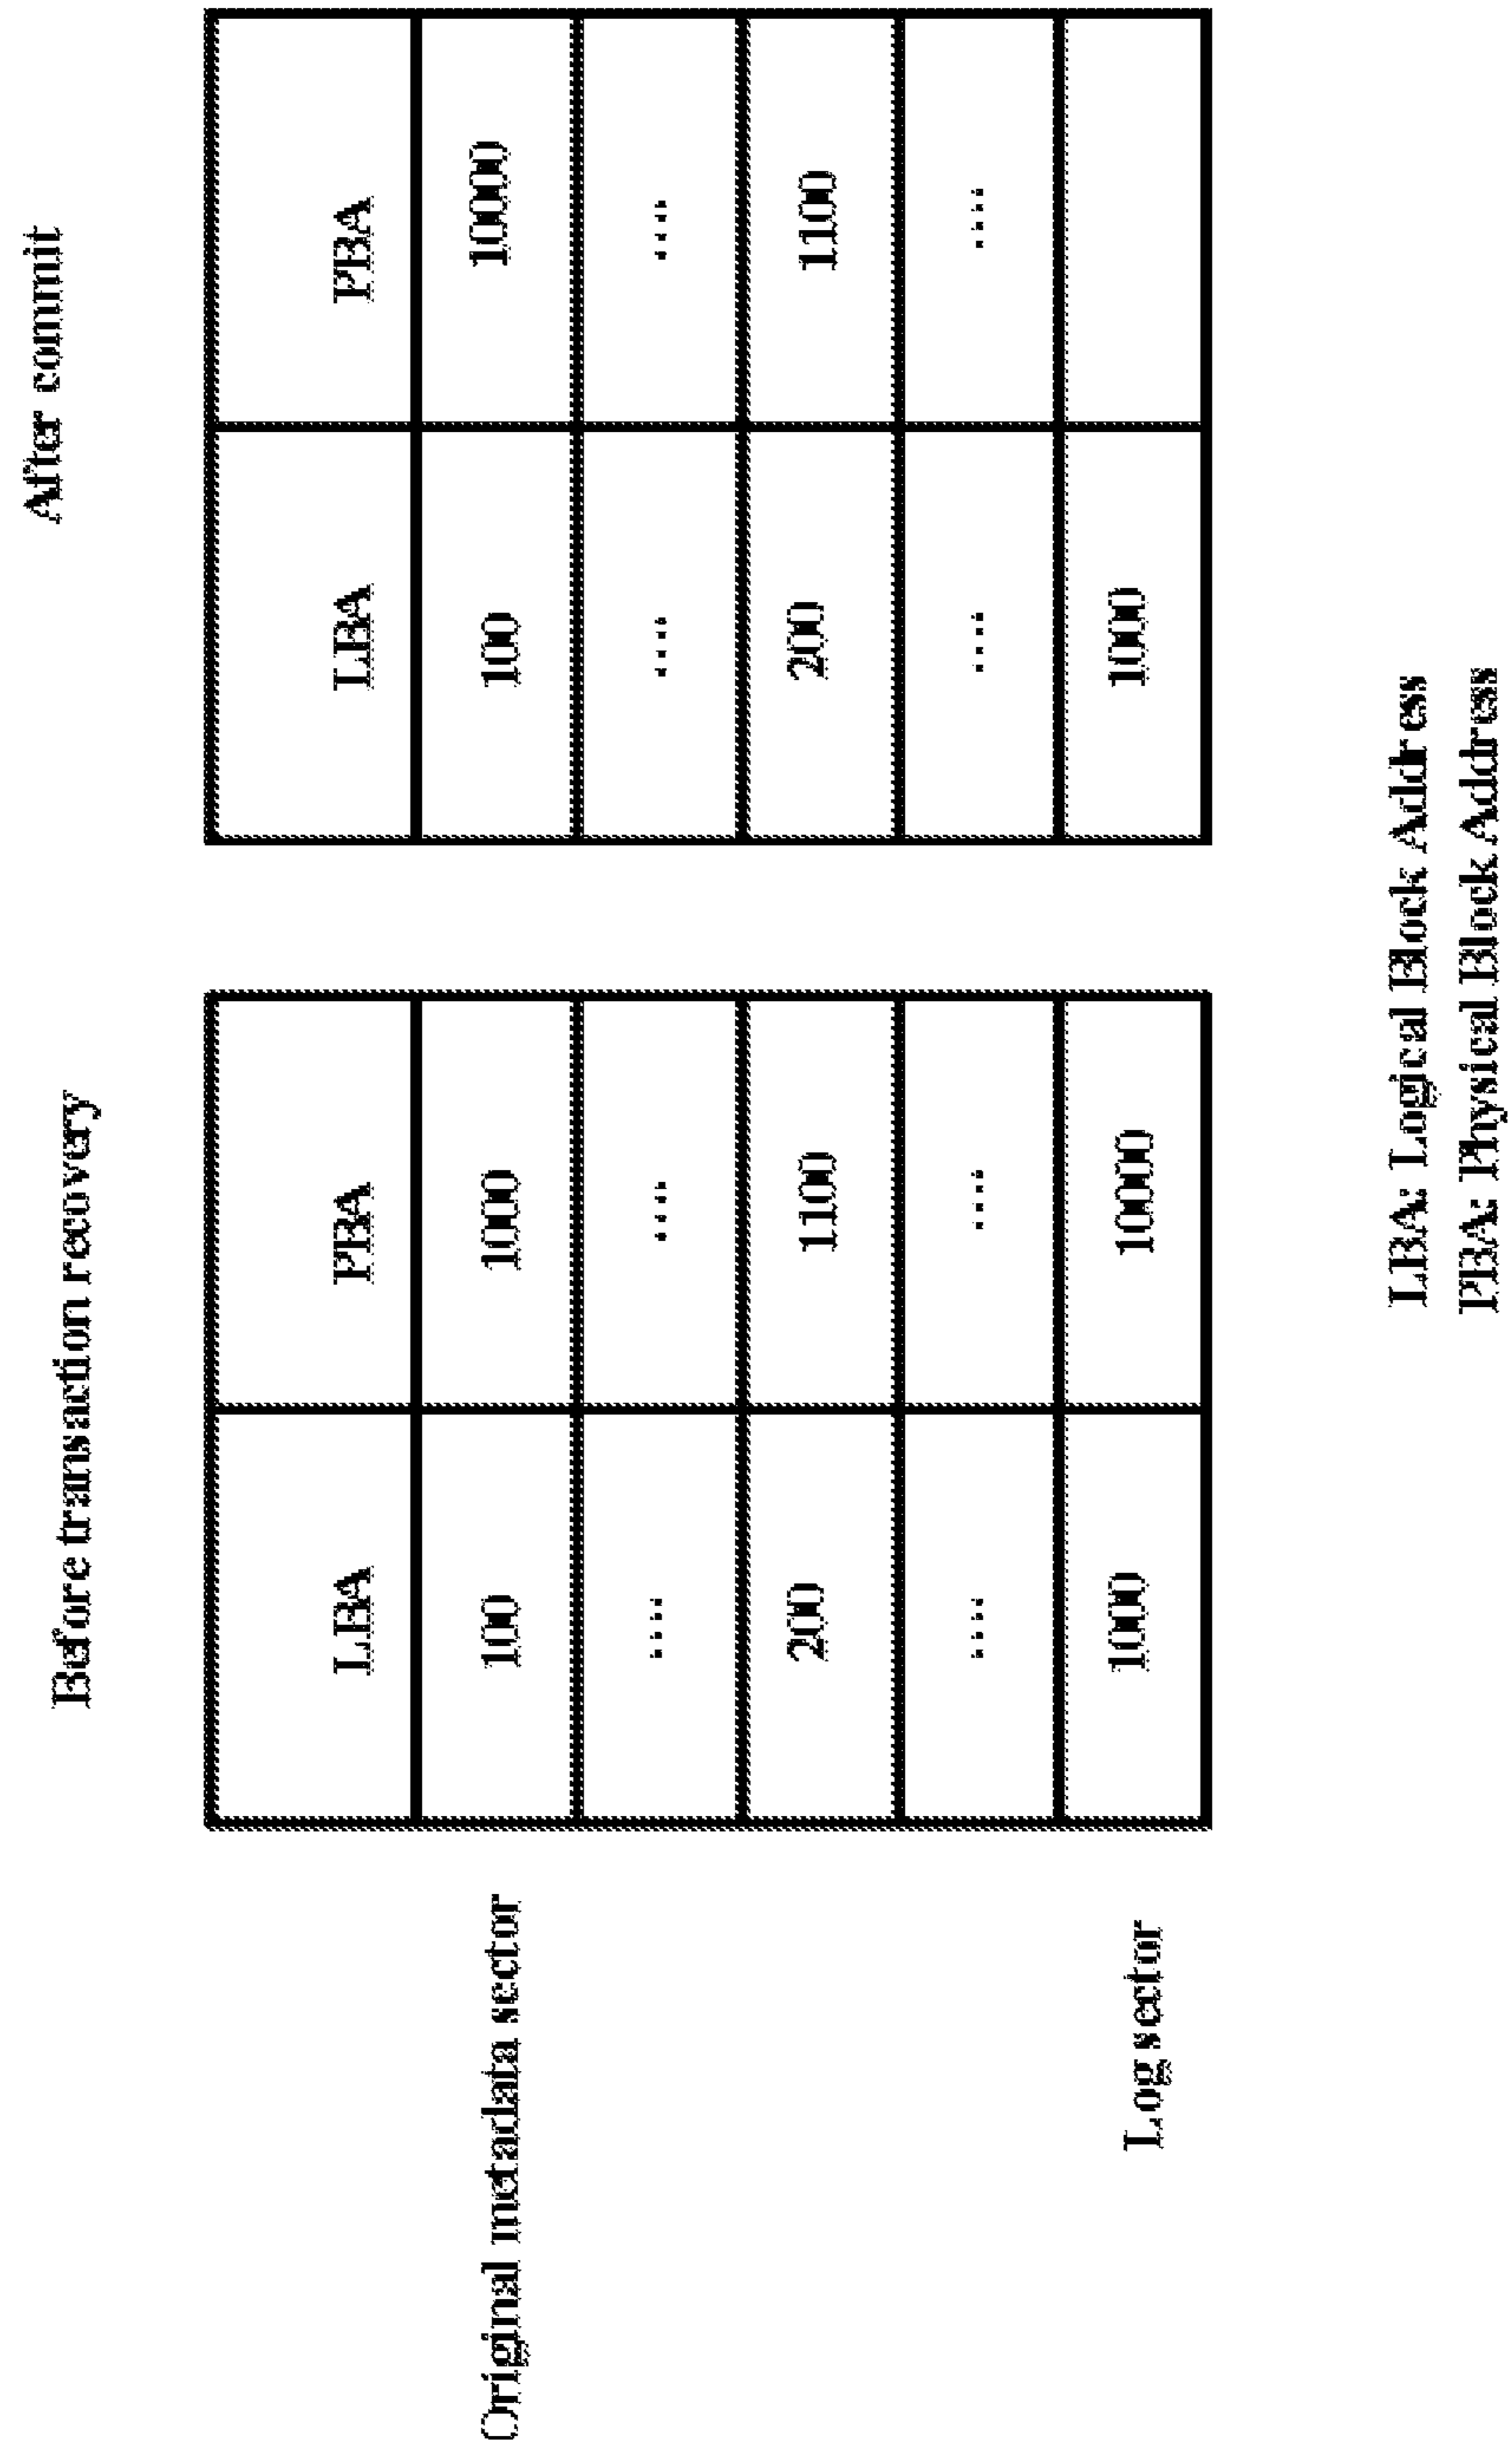 Before transaction recovery
After commit
LBA PBA LBA PBA
Original metadata sector 100 1000 100 10000
.... .... .... ....
200 1100 200 1100
.... .... .... ....
Log sector 1000 10000 1000
LBA: Logical Block Address
PBA: Physical Block Address